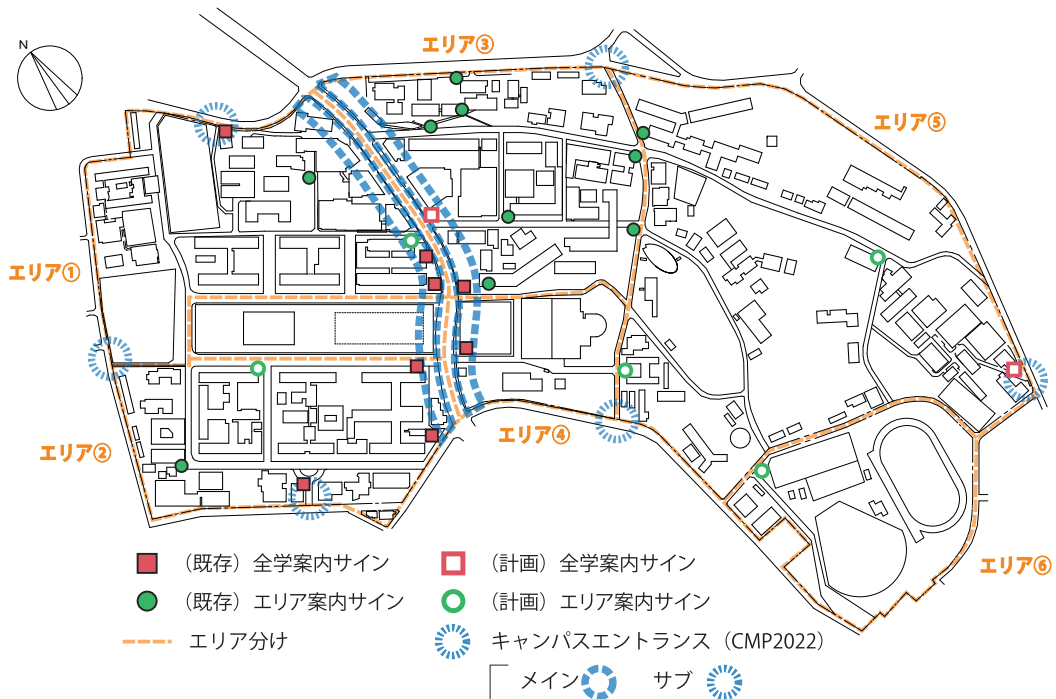 エリア③
N
エリア⑤
エリア①
エリア②
エリア④
エリア⑥
（既存）全学案内サイン
（計画）全学案内サイン
（既存）エリア案内サイン
（計画）エリア案内サイン
エリア分け
キャンパスエントランス（CMP2022）
メイン サブ